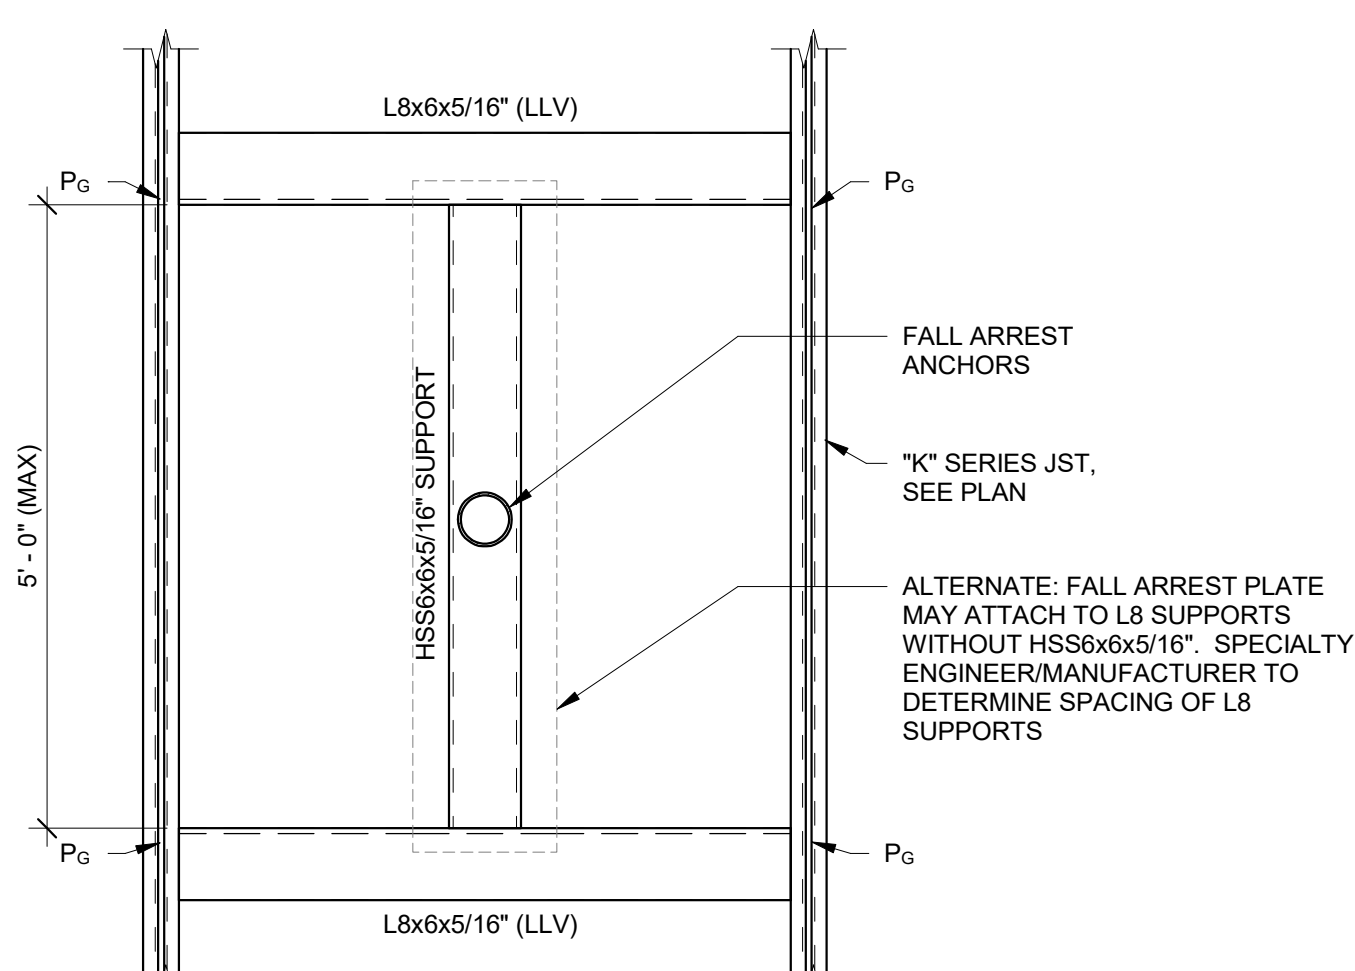 L8x6x5/16" (LLV)
PG
PG
FALL ARREST
ANCHORS
HSS6x6x5/16" SUPPORT
5' - 0" (MAX)
"K" SERIES JST,
SEE PLAN
ALTERNATE: FALL ARREST PLATE
MAY ATTACH TO L8 SUPPORTS
WITHOUT HSS6x6x5/16". SPECIALTY
ENGINEER/MANUFACTURER TO
DETERMINE SPACING OF L8
SUPPORTS
PG
PG
L8x6x5/16" (LLV)